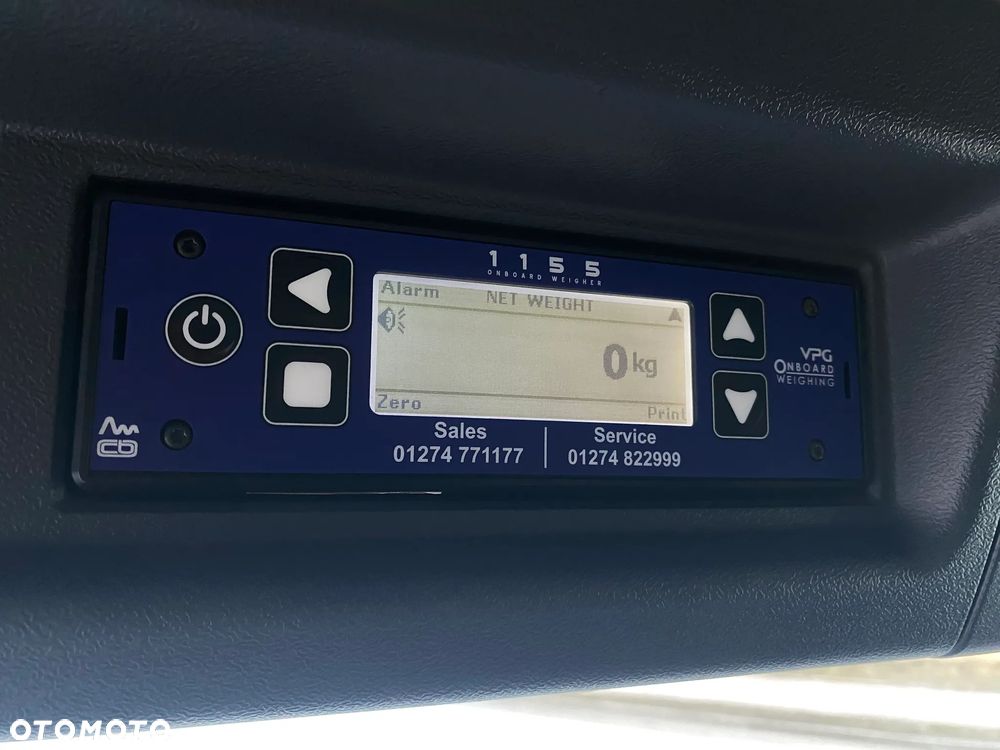 1155
ONBOARD WEIGHER
Alarm NET WEIGHT
0kg
Zero Print
VPG
ONBOARD
WEIGHING
Sales
01274 771177
Service
01274 822999
OTOMOTO